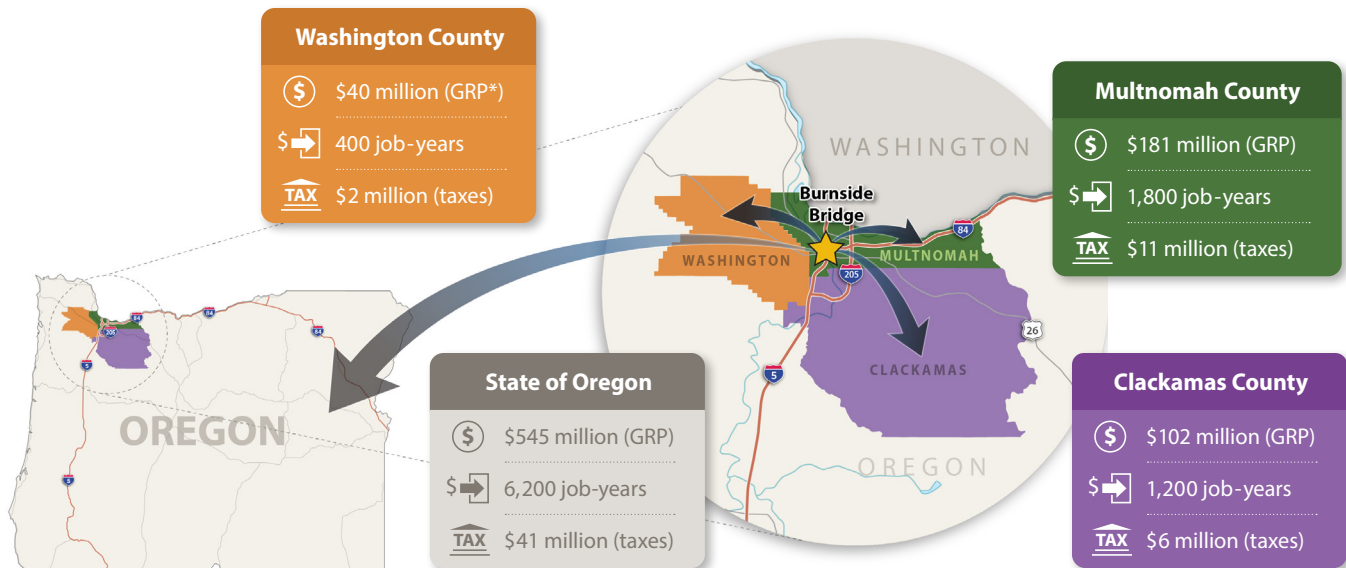 Washington County
$ $40 million (GRP*)
$ 400 job-years
TAX $2 million (taxes)
WASHINGTON
Burnside
Bridge
WASHINGTON
MULTNOMAH
84
205
26
5
CLACKAMAS
OREGON
Multnomah County
$ $181 million (GRP)
$ 1,800 job-years
TAX $11 million (taxes)
84
84
84
205
5
5
OREGON
State of Oregon
$ $545 million (GRP)
$ 6,200 job-years
TAX $41 million (taxes)
Clackamas County
$ $102 million (GRP)
$ 1,200 job-years
TAX $6 million (taxes)